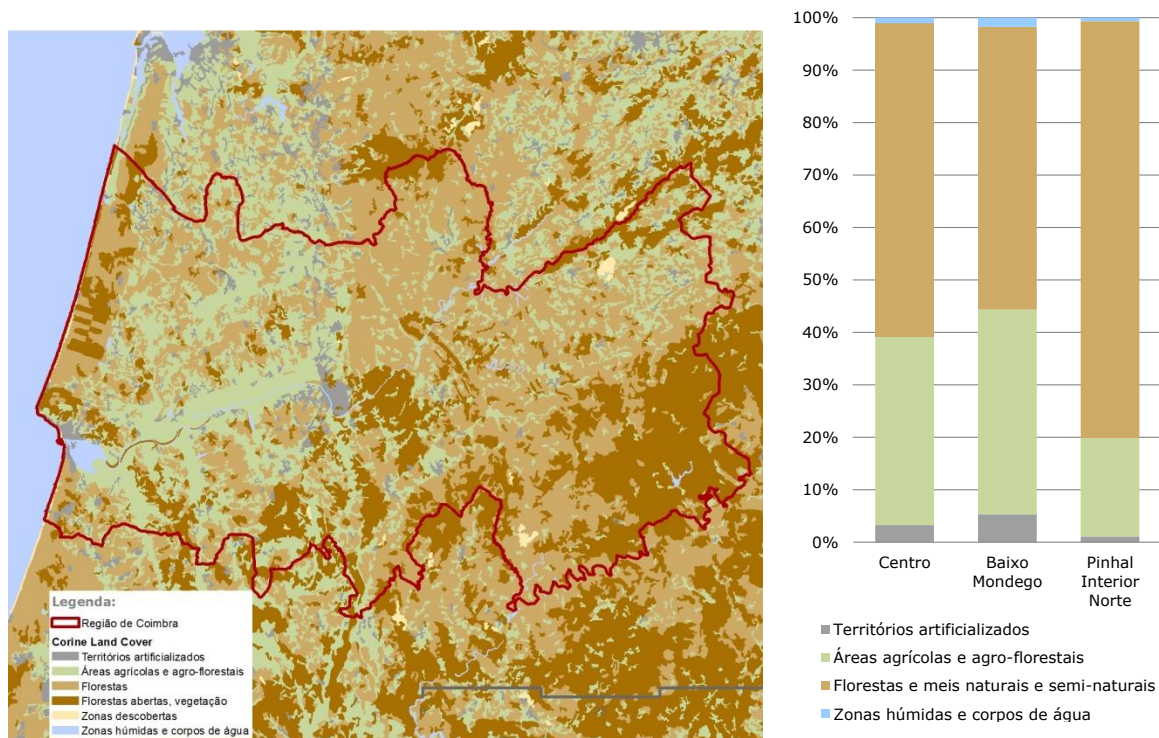 Legenda:
Região de Coimbra
Corine Land Cover
Territórios artificializados
Áreas agrícolas e agro-florestais
Florestas
Florestas abertas, vegetação
Zonas descobertas
Zonas húmidas e corpos de água
100%
90%
80%
70%
60%
50%
40%
30%
20%
10%
0%
Centro
Baixo
Mondego
Pinhal
Interior
Norte
Territórios artificializados
Áreas agrícolas e agro-florestais
Florestas e meis naturais e semi-naturais
Zonas húmidas e corpos de água